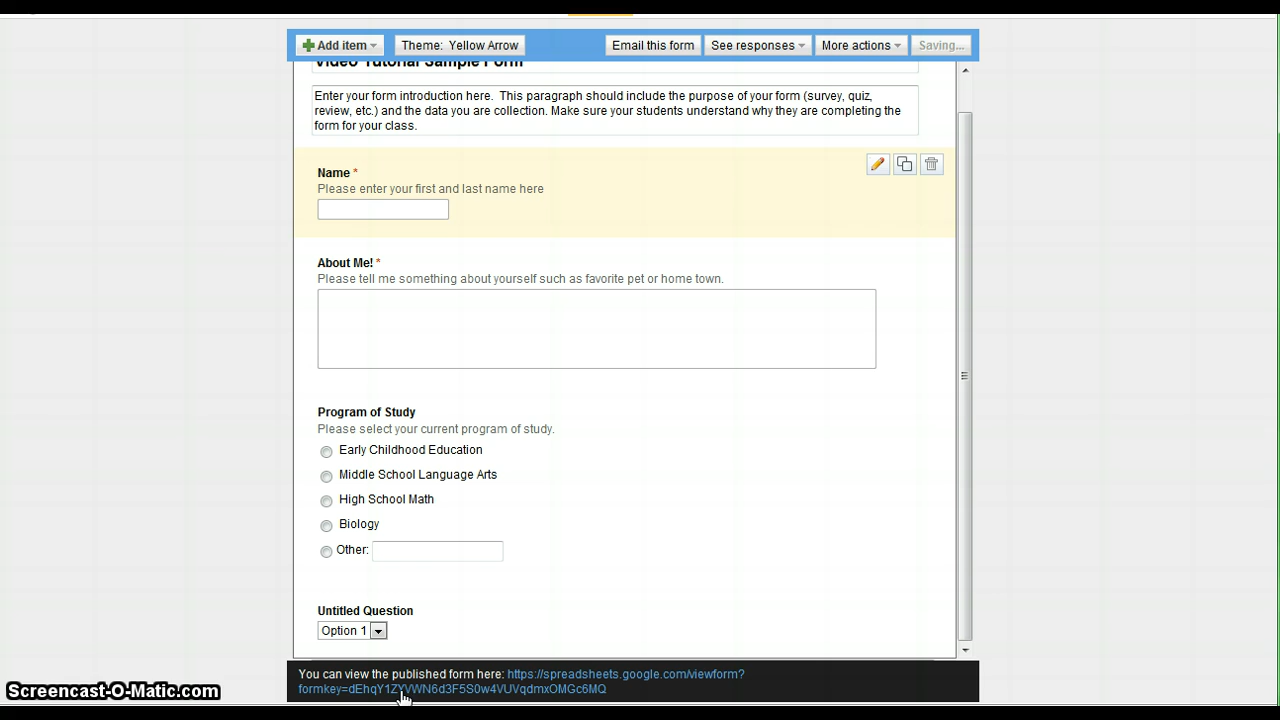 Add item
Theme: Yellow Arrow
Email this form
See responses
More actions
Saving...
Video Tutorial Sample Form
Enter your form introduction here. This paragraph should include the purpose of your form (survey, quiz,
review, etc.) and the data you are collection. Make sure your students understand why they are completing the
form for your class.
Name *
Please enter your first and last name here
About Me! *
Please tell me something about yourself such as favorite pet or home town.
Program of Study
Please select your current program of study.
Early Childhood Education
Middle School Language Arts
High School Math
Biology
Other:
Untitled Question
Option 1
You can view the published form here: https://spreadsheets.google.com/viewform?
formkey=dEhqY1ZYVWN6d3F5S0w4VUVqdmxOMGc6MQ
Screencast-O-Matic.com